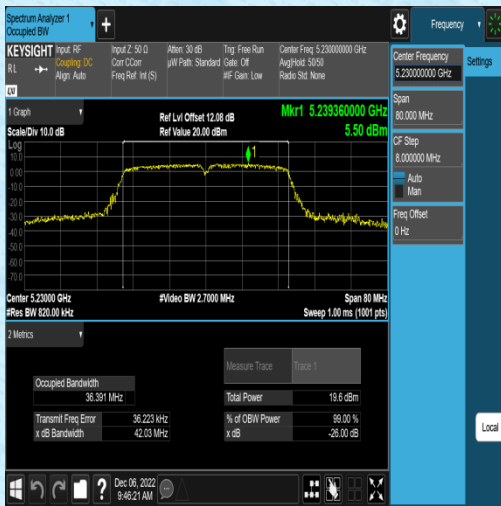 Spectrum Analyzer 1
Occupied BW
+
Frequency
KEYSIGHT
RL
Input: RF
Coupling: DC
Align: Auto
Input Z: 50 Ω
Corr CCorr
Freq Ref: Int (S)
Atten: 30 dB
µW Path: Standard
Trig: Free Run
Gate: Off
#IF Gain: Low
Center Freq: 5.230000000 GHz
Avg|Hold: 50/50
Radio Std: None
LXI
Center Frequency
5.230000000 GHz
Settings
Span
80.000 MHz
CF Step
8.000000 MHz
Auto
Man
Freq Offset
0 Hz
Local
1 Graph
Scale/Div 10.0 dB
Ref Lvl Offset 12.08 dB
Ref Value 20.00 dBm
Mkr1 5.239360000 GHz
5.50 dBm
Log
10.0
0.00
-10.0
-20.0
-30.0
-40.0
-50.0
-60.0
-70.0
1
Center 5.23000 GHz
#Res BW 820.00 kHz
#Video BW 2.7000 MHz
Span 80 MHz
Sweep 1.00 ms (1001 pts)
2 Metrics
Measure Trace
Trace 1
Occupied Bandwidth
36.391 MHz
Total Power
19.6 dBm
Transmit Freq Error
36.223 kHz
% of OBW Power
99.00 %
x dB Bandwidth
42.03 MHz
x dB
-26.00 dB
?
Dec 06, 2022
9:46:21 AM